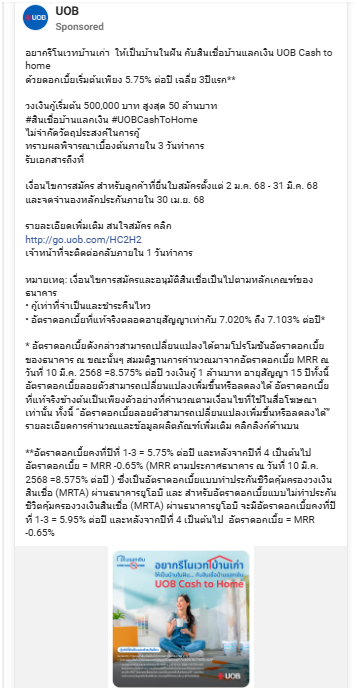 UOB
UOB
Sponsored
อยากรีโนเวทบ้านเก่า ให้เป็นบ้านในฝัน กับสินเชื่อบ้านแลกเงิน UOB Cash to
home
ด้วยดอกเบี้ยเริ่มต้นเพียง 5.75% ต่อปี เฉลี่ย 3ปีแรก**
วงเงินกู้เริ่มต้น 500,000 บาท สูงสุด 50 ล้านบาท
#สินเชื่อบ้านแลกเงิน #UOBCashToHome
ไม่จำกัดวัตถุประสงค์ในการกู้
ทราบผลพิจารณาเบื้องต้นภายใน 3 วันทำการ
รับเอกสารถึงที่
เงื่อนไขการสมัคร สำหรับลูกค้าที่ยื่นใบสมัครตั้งแต่ 2 ม.ค. 68 - 31 มี.ค. 68
และจดจำนองหลักประกันภายใน 30 เม.ย. 68
รายละเอียดเพิ่มเติม สนใจสมัคร คลิก
http://go.uob.com/HC2H2
เจ้าหน้าที่จะติดต่อกลับภายใน 1 วันทำการ
หมายเหตุ: เงื่อนไขการสมัครและอนุมัติสินเชื่อเป็นไปตามหลักเกณฑ์ของ
ธนาคาร
• กู้เท่าที่จำเป็นและชำระคืนไหว
• อัตราดอกเบี้ยที่แท้จริงตลอดอายุสัญญาเท่ากับ 7.020% ถึง 7.103% ต่อปี*
* อัตราดอกเบี้ยดังกล่าวสามารถเปลี่ยนแปลงได้ตามโปรโมชันอัตราดอกเบี้ย
ของธนาคาร ณ ขณะนั้นๆ สมมติฐานการคำนวณมาจากอัตราดอกเบี้ย MRR ณ
วันที่ 10 มี.ค. 2568 =8.575% ต่อปี วงเงินกู้ 1 ล้านบาท อายุสัญญา 15 ปีทั้งนี้
อัตราดอกเบี้ยลอยตัวสามารถเปลี่ยนแปลงเพิ่มขึ้นหรือลดลงได้ อัตราดอกเบี้ย
ที่แท้จริงข้างต้นเป็นเพียงตัวอย่างที่คำนวณตามเงื่อนไขที่ใช้ในสื่อโฆษณา
เท่านั้น ทั้งนี้ “อัตราดอกเบี้ยลอยตัวสามารถเปลี่ยนแปลงเพิ่มขึ้นหรือลดลงได้”
รายละเอียดการคำนวณและข้อมูลผลิตภัณฑ์เพิ่มเติม คลิกลิงก์ด้านบน
**อัตราดอกเบี้ยคงที่ปีที่ 1-3 = 5.75% ต่อปี และหลังจากปีที่ 4 เป็นต้นไป
อัตราดอกเบี้ย = MRR -0.65% (MRR ตามประกาศธนาคาร ณ วันที่ 10 มี.ค.
2568 =8.575% ต่อปี ) ซึ่งเป็นอัตราดอกเบี้ยแบบทำประกันชีวิตคุ้มครองวงเงิน
สินเชื่อ (MRTA) ผ่านธนาคารยูโอบี และ สำหรับอัตราดอกเบี้ยแบบไม่ทำประกัน
ชีวิตคุ้มครองวงเงินสินเชื่อ (MRTA) ผ่านธนาคารยูโอบี จะมีอัตราดอกเบี้ยคงที่ปี
ที่ 1-3 = 5.95% ต่อปี และหลังจากปีที่ 4 เป็นต้นไป อัตราดอกเบี้ย = MRR
-0.65%
อยากรีโนเวทบ้านเก่า
ให้เป็นบ้านในฝัน... กับสินเชื่อบ้านแลกเงิน
UOB Cash to Home
UOB